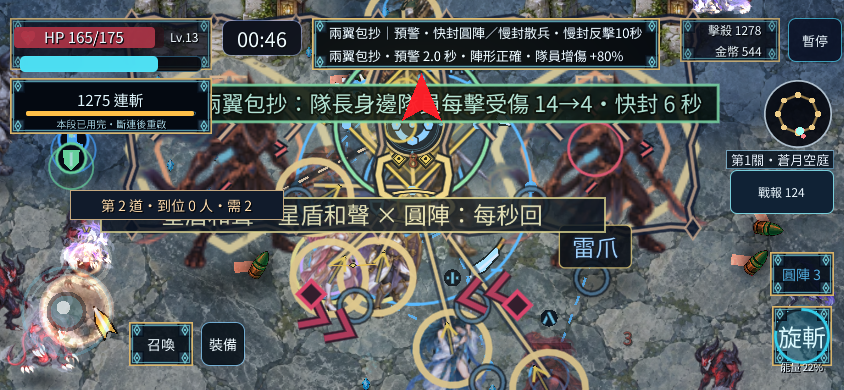 HP 165/175
Lv.13
00:46
兩翼包抄｜預警・快封圓陣／慢封散兵・慢封反擊10秒
兩翼包抄・預警 2.0 秒・陣形正確・隊員增傷 +80%
擊殺 1278
金幣 544
暫停
1275 連斬
本段已用完・斷連後重啟
兩翼包抄：隊長身邊隊員每擊受傷 14→4・快封 6 秒
第1關・蒼月空庭
戰報 124
第 2 道・到位 0 人・需 2
星盾和聲 × 圓陣：每秒回
雷爪
圓陣 3
召喚
裝備
旋斬
能量 22%
3